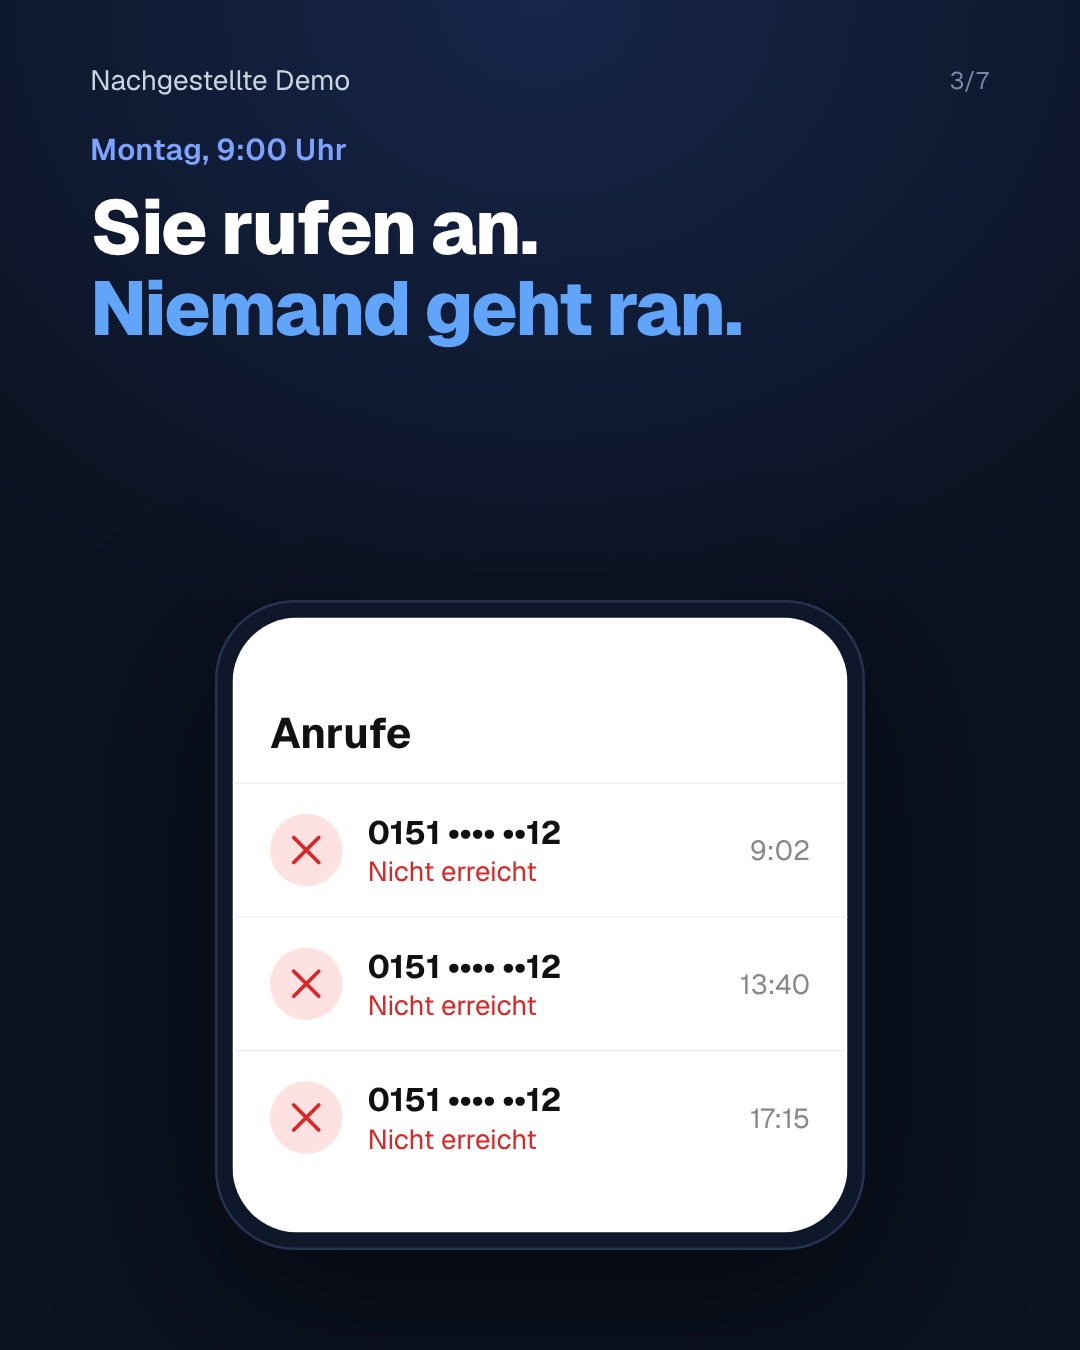 Nachgestellte Demo
3/7
Montag, 9:00 Uhr
Sie rufen an.
Niemand geht ran.
Anrufe
0151 •••• ••12
Nicht erreicht
9:02
0151 •••• ••12
Nicht erreicht
13:40
0151 •••• ••12
Nicht erreicht
17:15